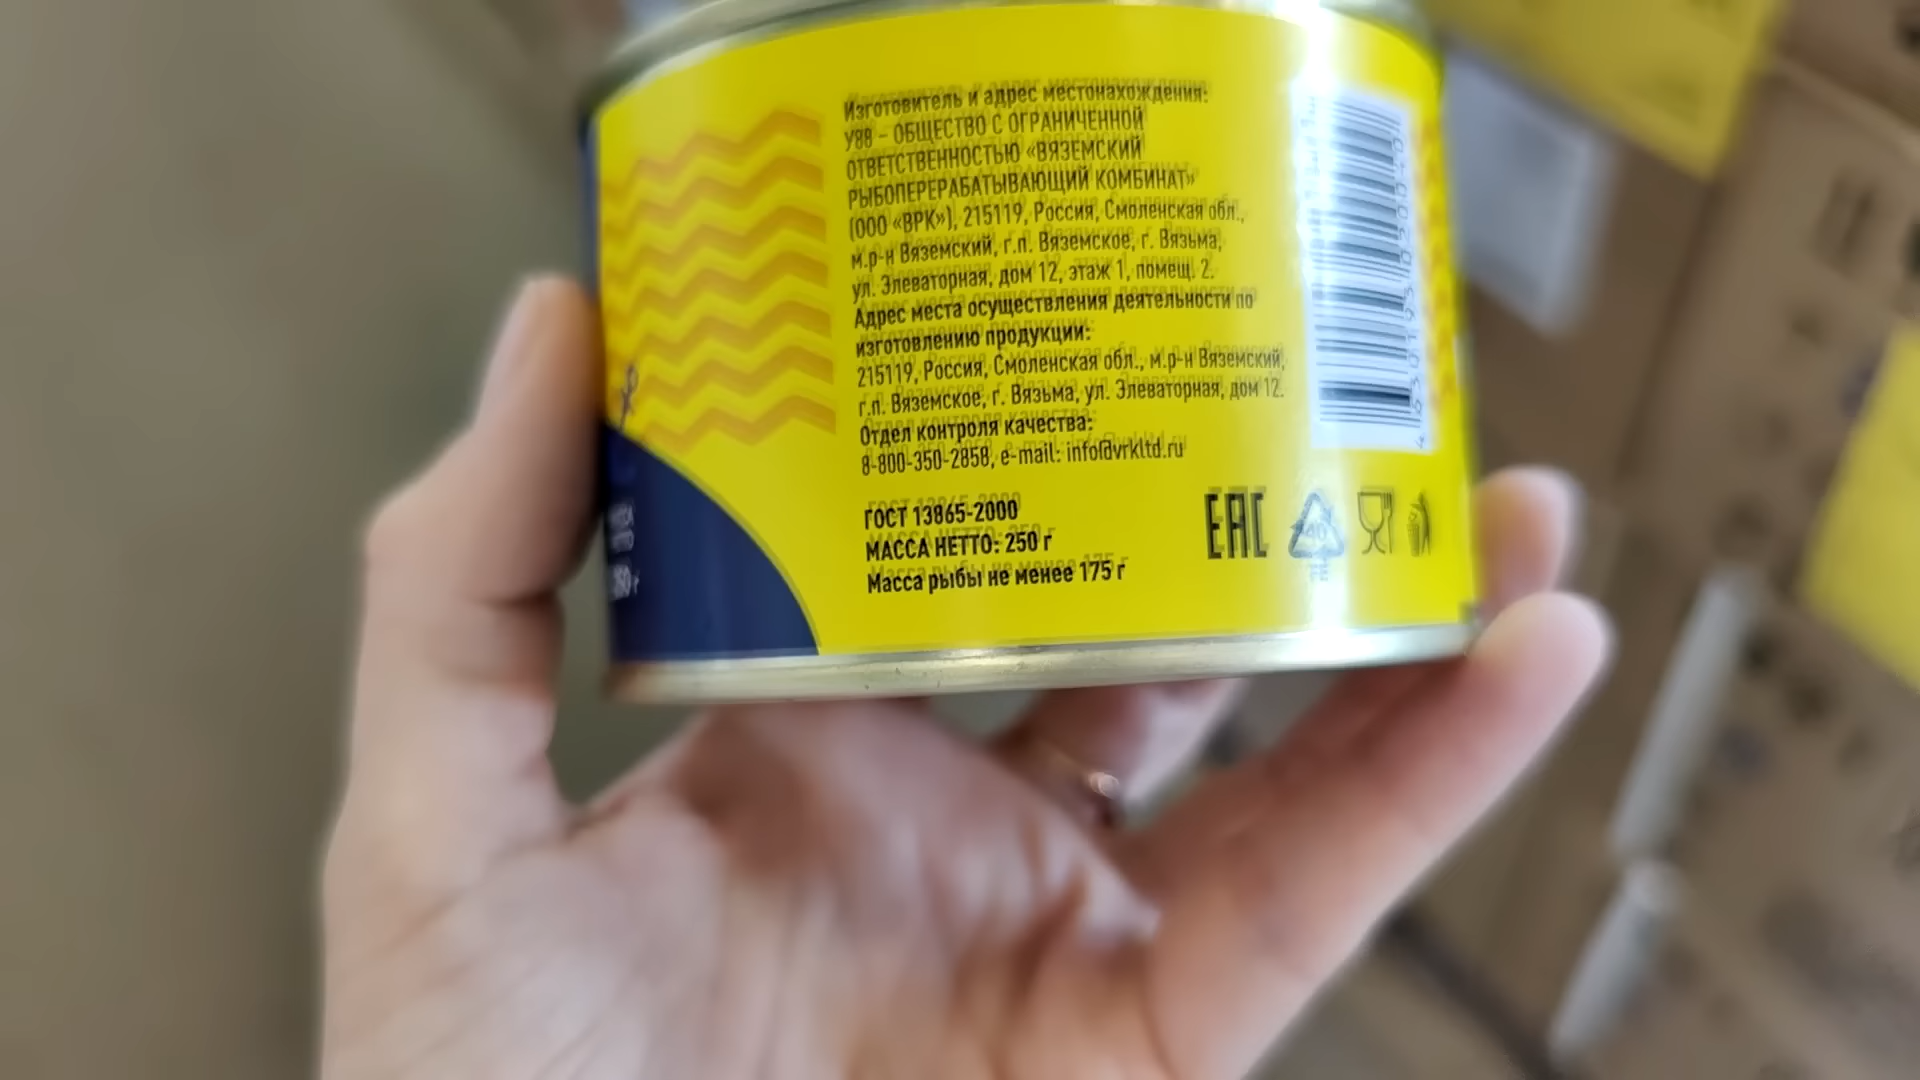 Изготовитель и адрес местонахождения:
У88 – ОБЩЕСТВО С ОГРАНИЧЕННОЙ
ОТВЕТСТВЕННОСТЬЮ «ВЯЗЕМСКИЙ
РЫБОПЕРЕРАБАТЫВАЮЩИЙ КОМБИНАТ»
(ООО «ВРК»), 215119, Россия, Смоленская обл.,
м.р-н Вяземский, г.п. Вяземское, г. Вязьма,
ул. Элеваторная, дом 12, этаж 1, помещ. 2.
Адрес места осуществления деятельности по
изготовлению продукции:
215119, Россия, Смоленская обл., м.р-н Вяземский,
г.п. Вяземское, г. Вязьма, ул. Элеваторная, дом 12.
Отдел контроля качества:
8-800-350-2858, e-mail: info@vrkltd.ru
ГОСТ 13865-2000
МАССА НЕТТО: 250 г
Масса рыбы не менее 175 г
ЕАС
40